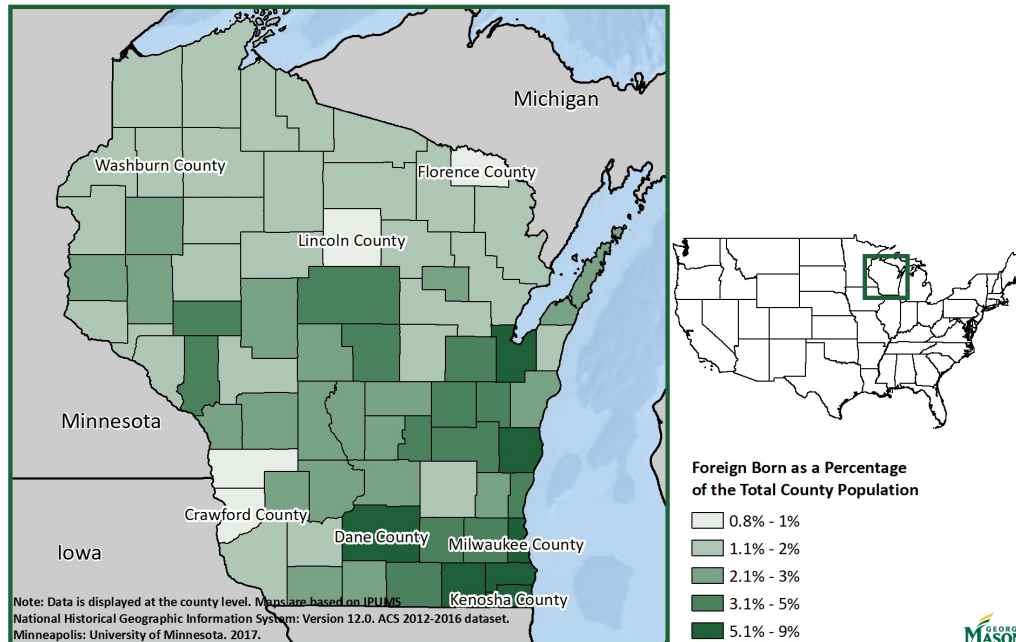 Michigan
Washburn County
Florence County
Lincoln County
Minnesota
Crawford County
Dane County
Milwaukee County
Iowa
Kenosha County
Note: Data is displayed at the county level. Maps are based on IPUMS
National Historical Geographic Information System: Version 12.0. ACS 2012-2016 dataset.
Minneapolis: University of Minnesota. 2017.
Foreign Born as a Percentage
of the Total County Population
0.8% - 1%
1.1% - 2%
2.1% - 3%
3.1% - 5%
5.1% - 9%